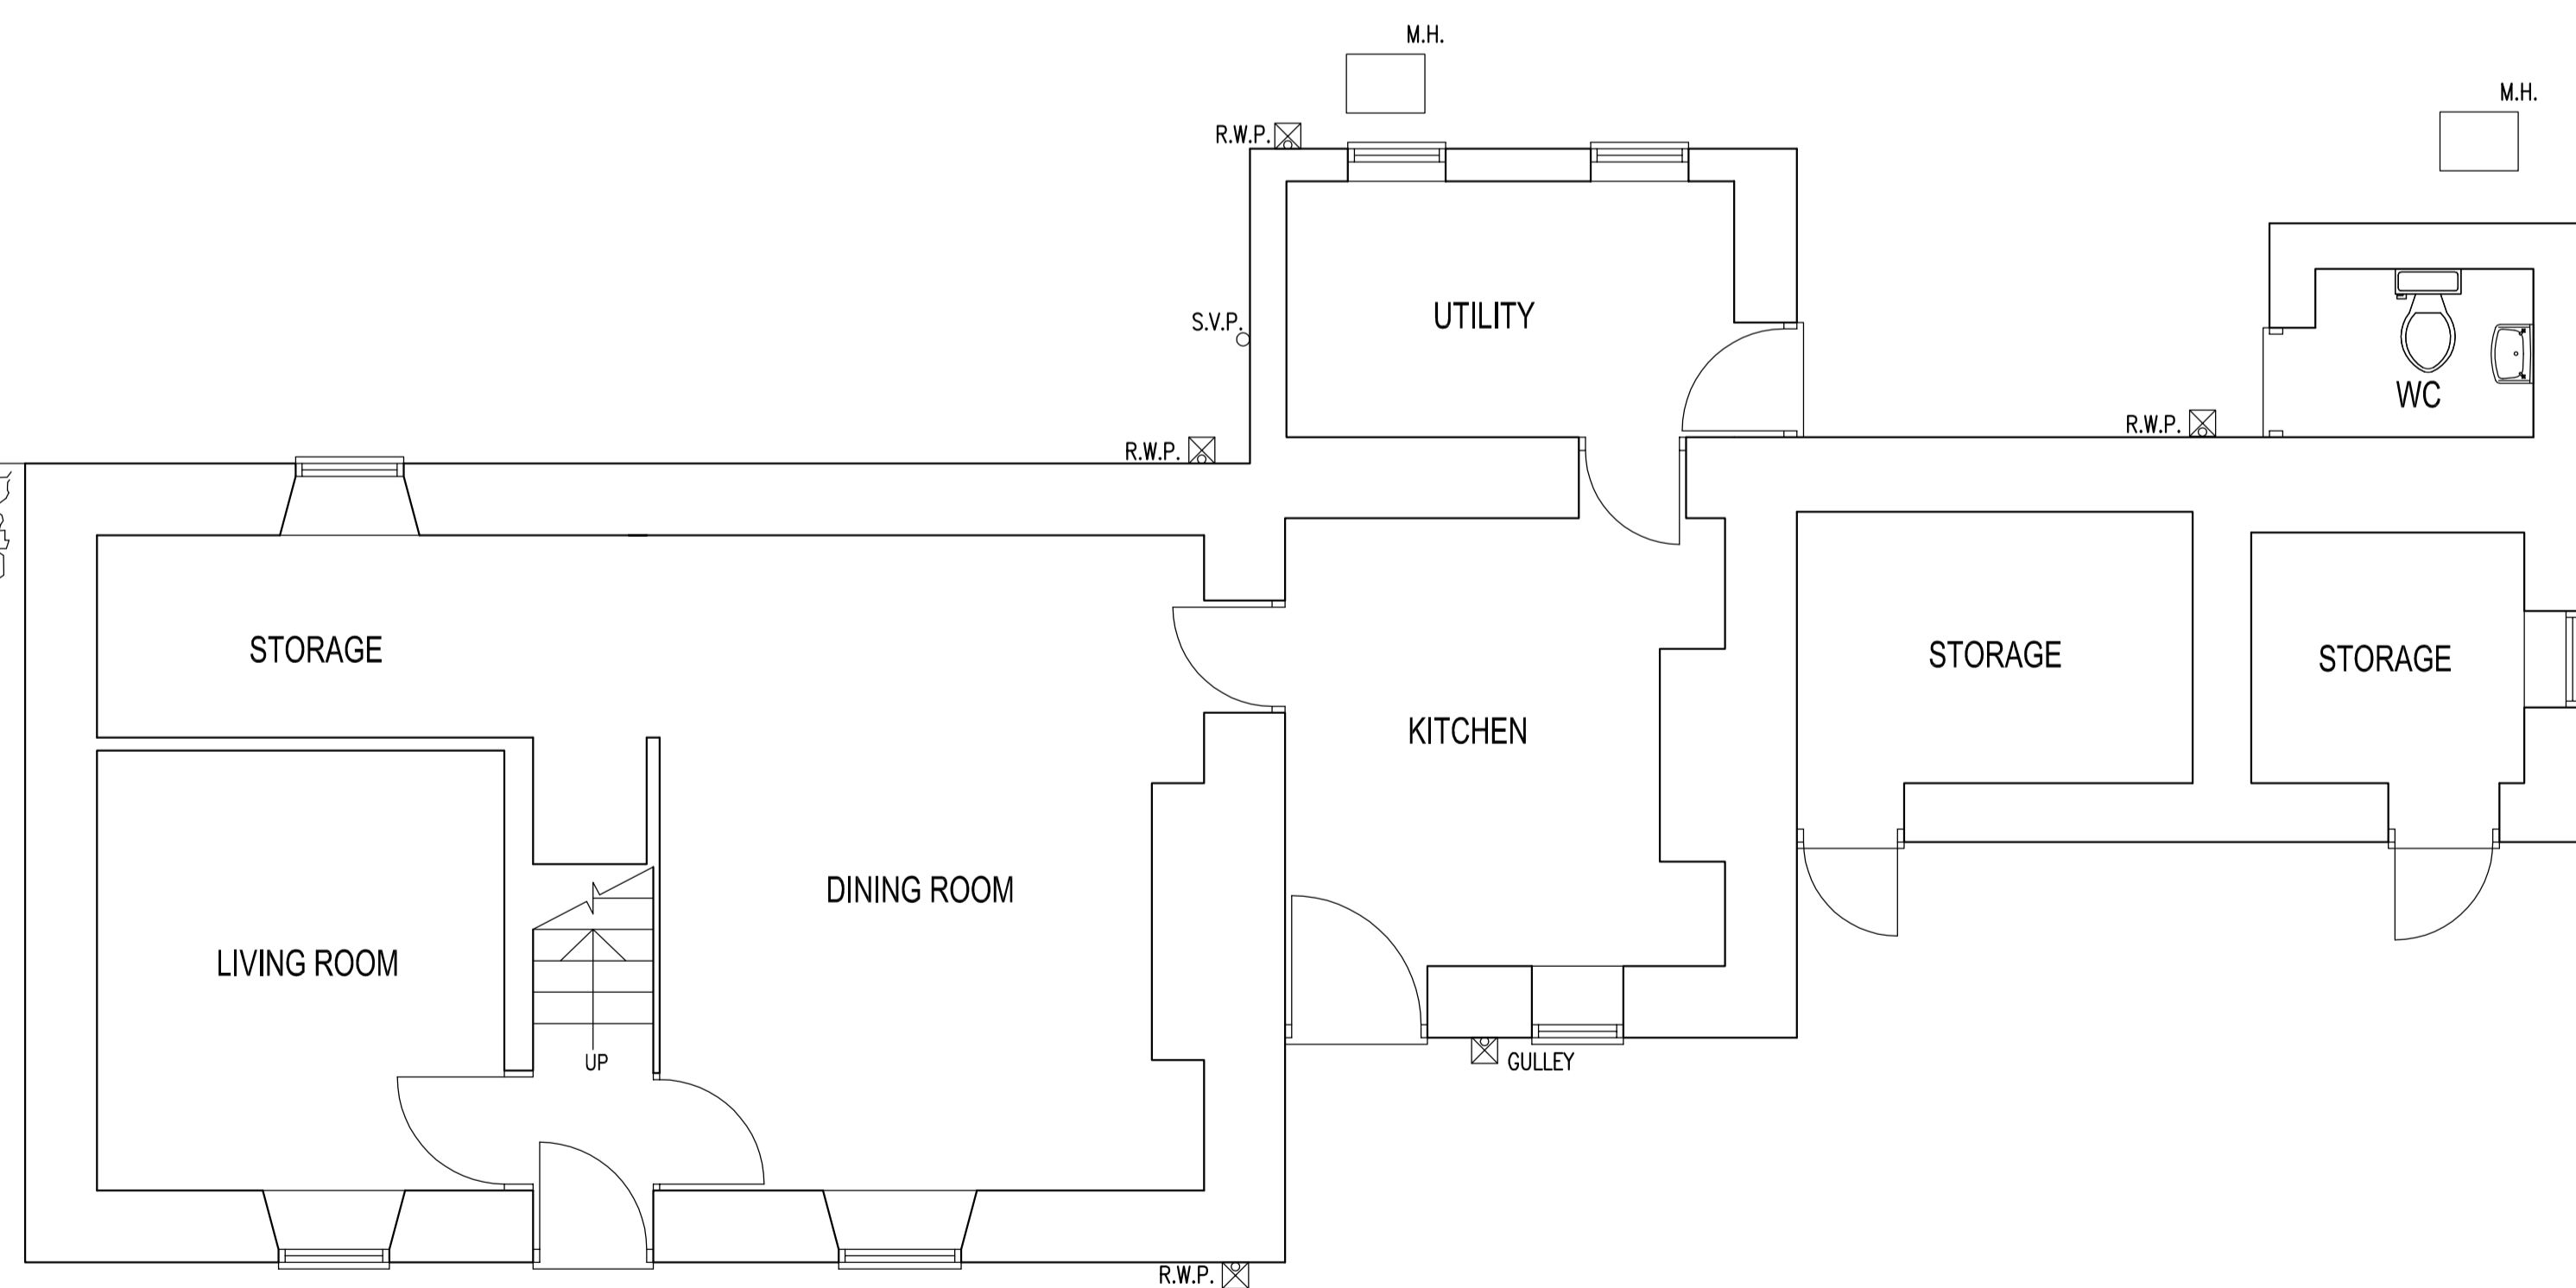 M.H.
M.H.
R.W.P.
UTILITY
S.V.P.
WC
R.W.P.
R.W.P.
STORAGE
STORAGE
STORAGE
KITCHEN
DINING ROOM
LIVING ROOM
UP
GULLEY
R.W.P.